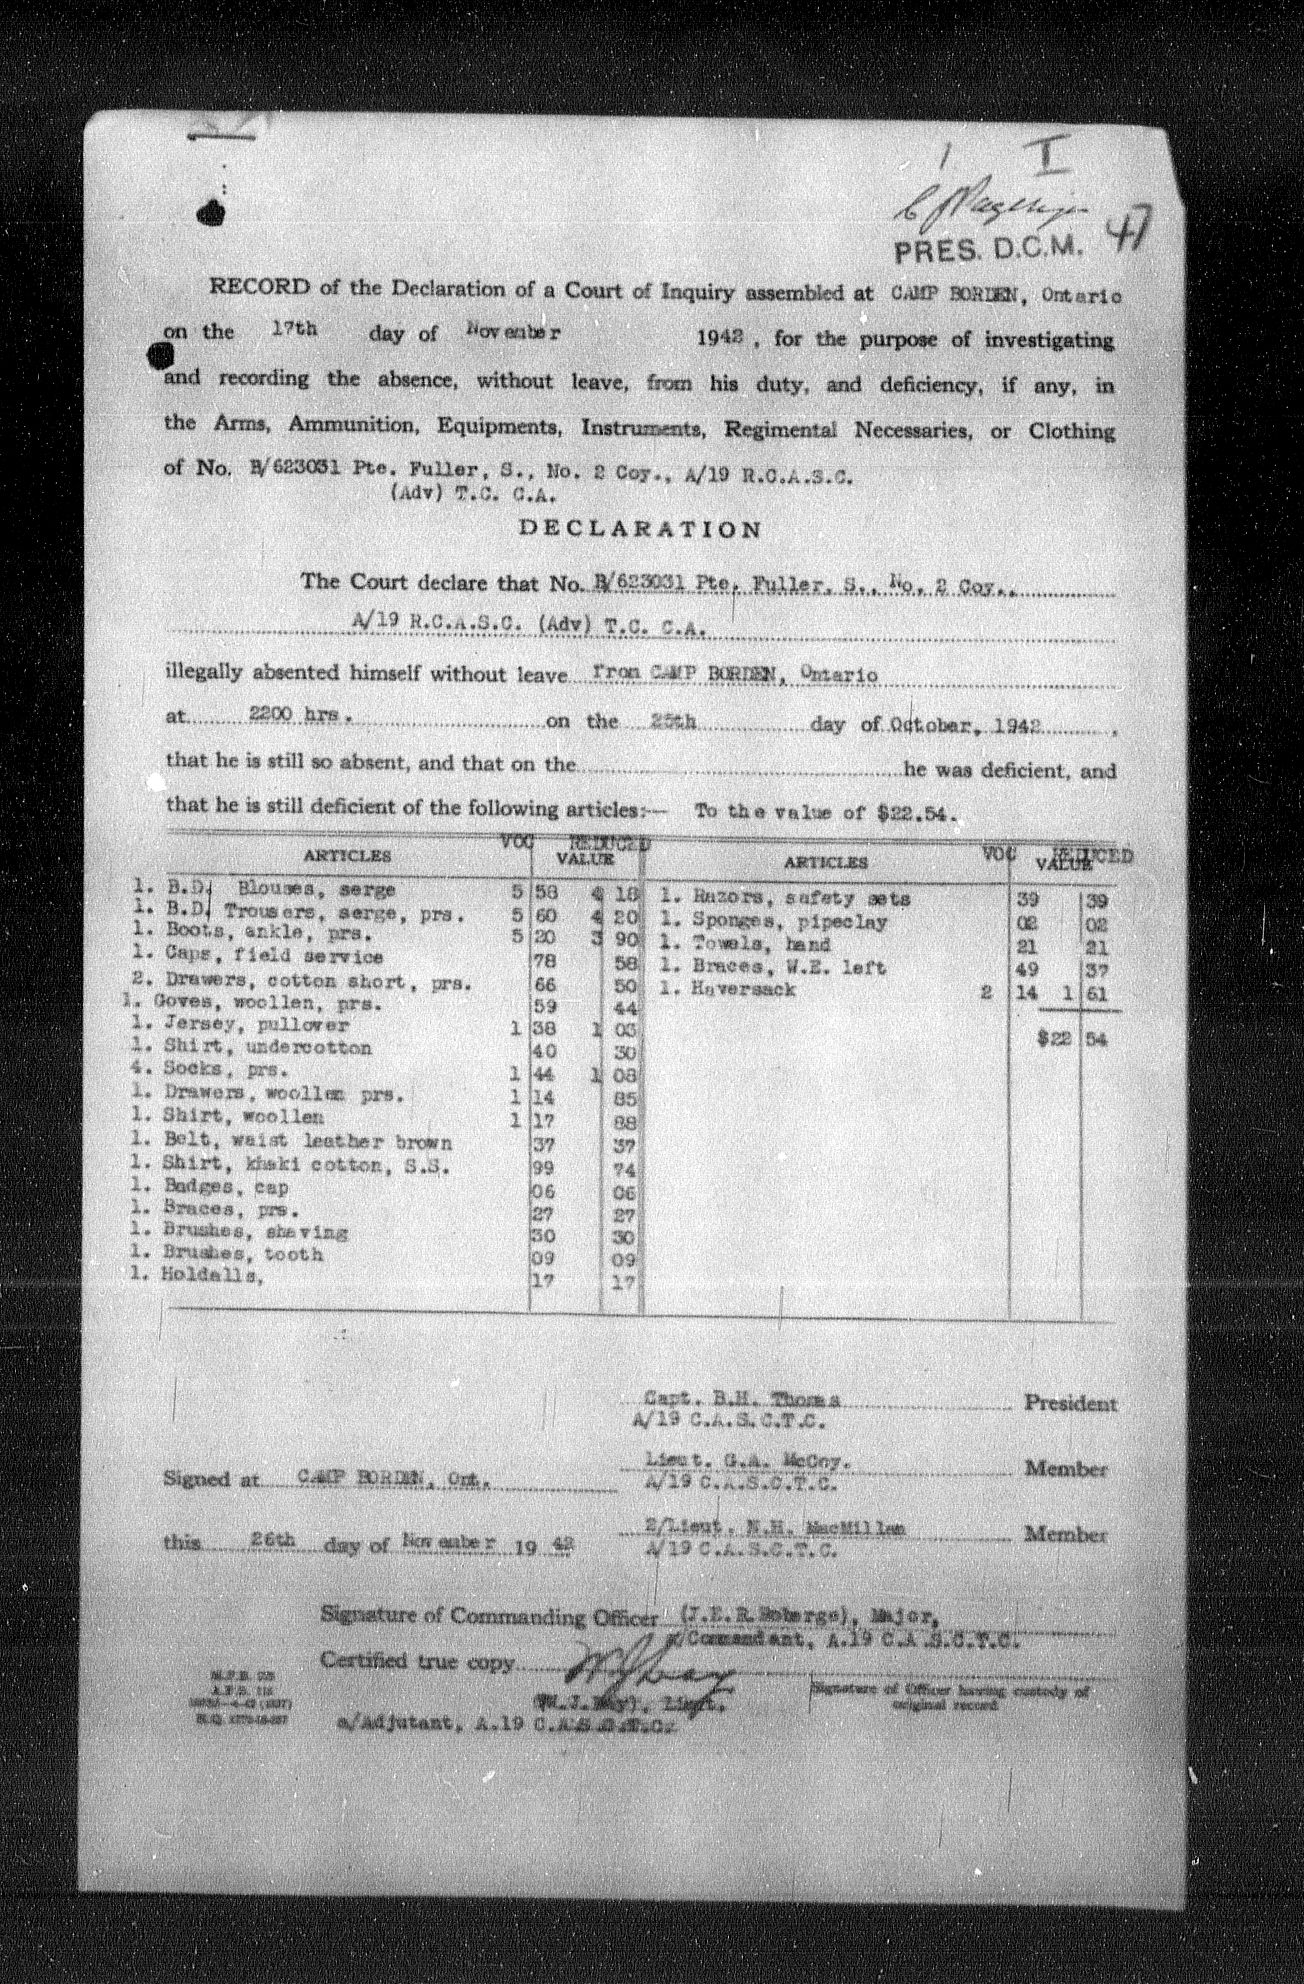 I
PRES. D.C.M. 47
RECORD of the Declaration of a Court of Inquiry assembled at CAMP BORDEN, Ontario
on the 17th day of November 1942, for the purpose of investigating
and recording the absence, without leave, from his duty, and deficiency, if any, in
the Arms, Ammunition, Equipments, Instruments, Regimental Necessaries, or Clothing
of No. B/623031 Pte. Fuller, S., No. 2 Coy., A/19 R.C.A.S.C.
(Adv) T.C. C.A.
DECLARATION
The Court declare that No. B/623031 Pte. Fuller, S., No. 2 Coy.,
A/19 R.C.A.S.C. (Adv) T.C. C.A.
illegally absented himself without leave from CAMP BORDEN, Ontario
at 2200 hrs. on the 25th day of October, 1942,
that he is still so absent, and that on the he was deficient, and
that he is still deficient of the following articles:— To the value of $22.54.
ARTICLES VOC REDUCED VALUE ARTICLES VOC REDUCED VALUE
1. B.D. Blouses, serge 5 58 4 18 1. Razors, safety sets 39 39
1. B.D. Trousers, serge, prs. 5 60 4 20 1. Sponges, pipeclay 02 02
1. Boots, ankle, prs. 5 20 3 90 1. Towels, hand 21 21
1. Caps, field service 78 58 1. Braces, W.E. left 49 37
2. Drawers, cotton short, prs. 66 50 1. Haversack 2 14 1 61
1. Goves, woollen, prs. 59 44
1. Jersey, pullover 1 38 1 03 $22 54
1. Shirt, undercotton 40 30
4. Socks, prs. 1 44 1 08
1. Drawers, woollen prs. 1 14 85
1. Shirt, woollen 1 17 88
1. Belt, waist leather brown 37 37
1. Shirt, khaki cotton, S.S. 99 74
1. Badges, cap 06 06
1. Braces, prs. 27 27
1. Brushes, shaving 30 30
1. Brushes, tooth 09 09
1. Holdalls, 17 17
Capt. B.H. Thomas President
A/19 C.A.S.C.T.C.
Lieut. G.A. McCoy. Member
Signed at CAMP BORDEN, Ont. A/19 C.A.S.C.T.C.
2/Lieut. N.H. MacMillan Member
this 26th day of November 19 42 A/19 C.A.S.C.T.C.
Signature of Commanding Officer (J.E.R. Roberge), Major,
Commandant, A.19 C.A.S.C.T.C.
Certified true copy
Signature of Officer having custody of
original record
(W.J. Day), Lieut.
a/Adjutant, A.19 C.A.S.C.T.C.